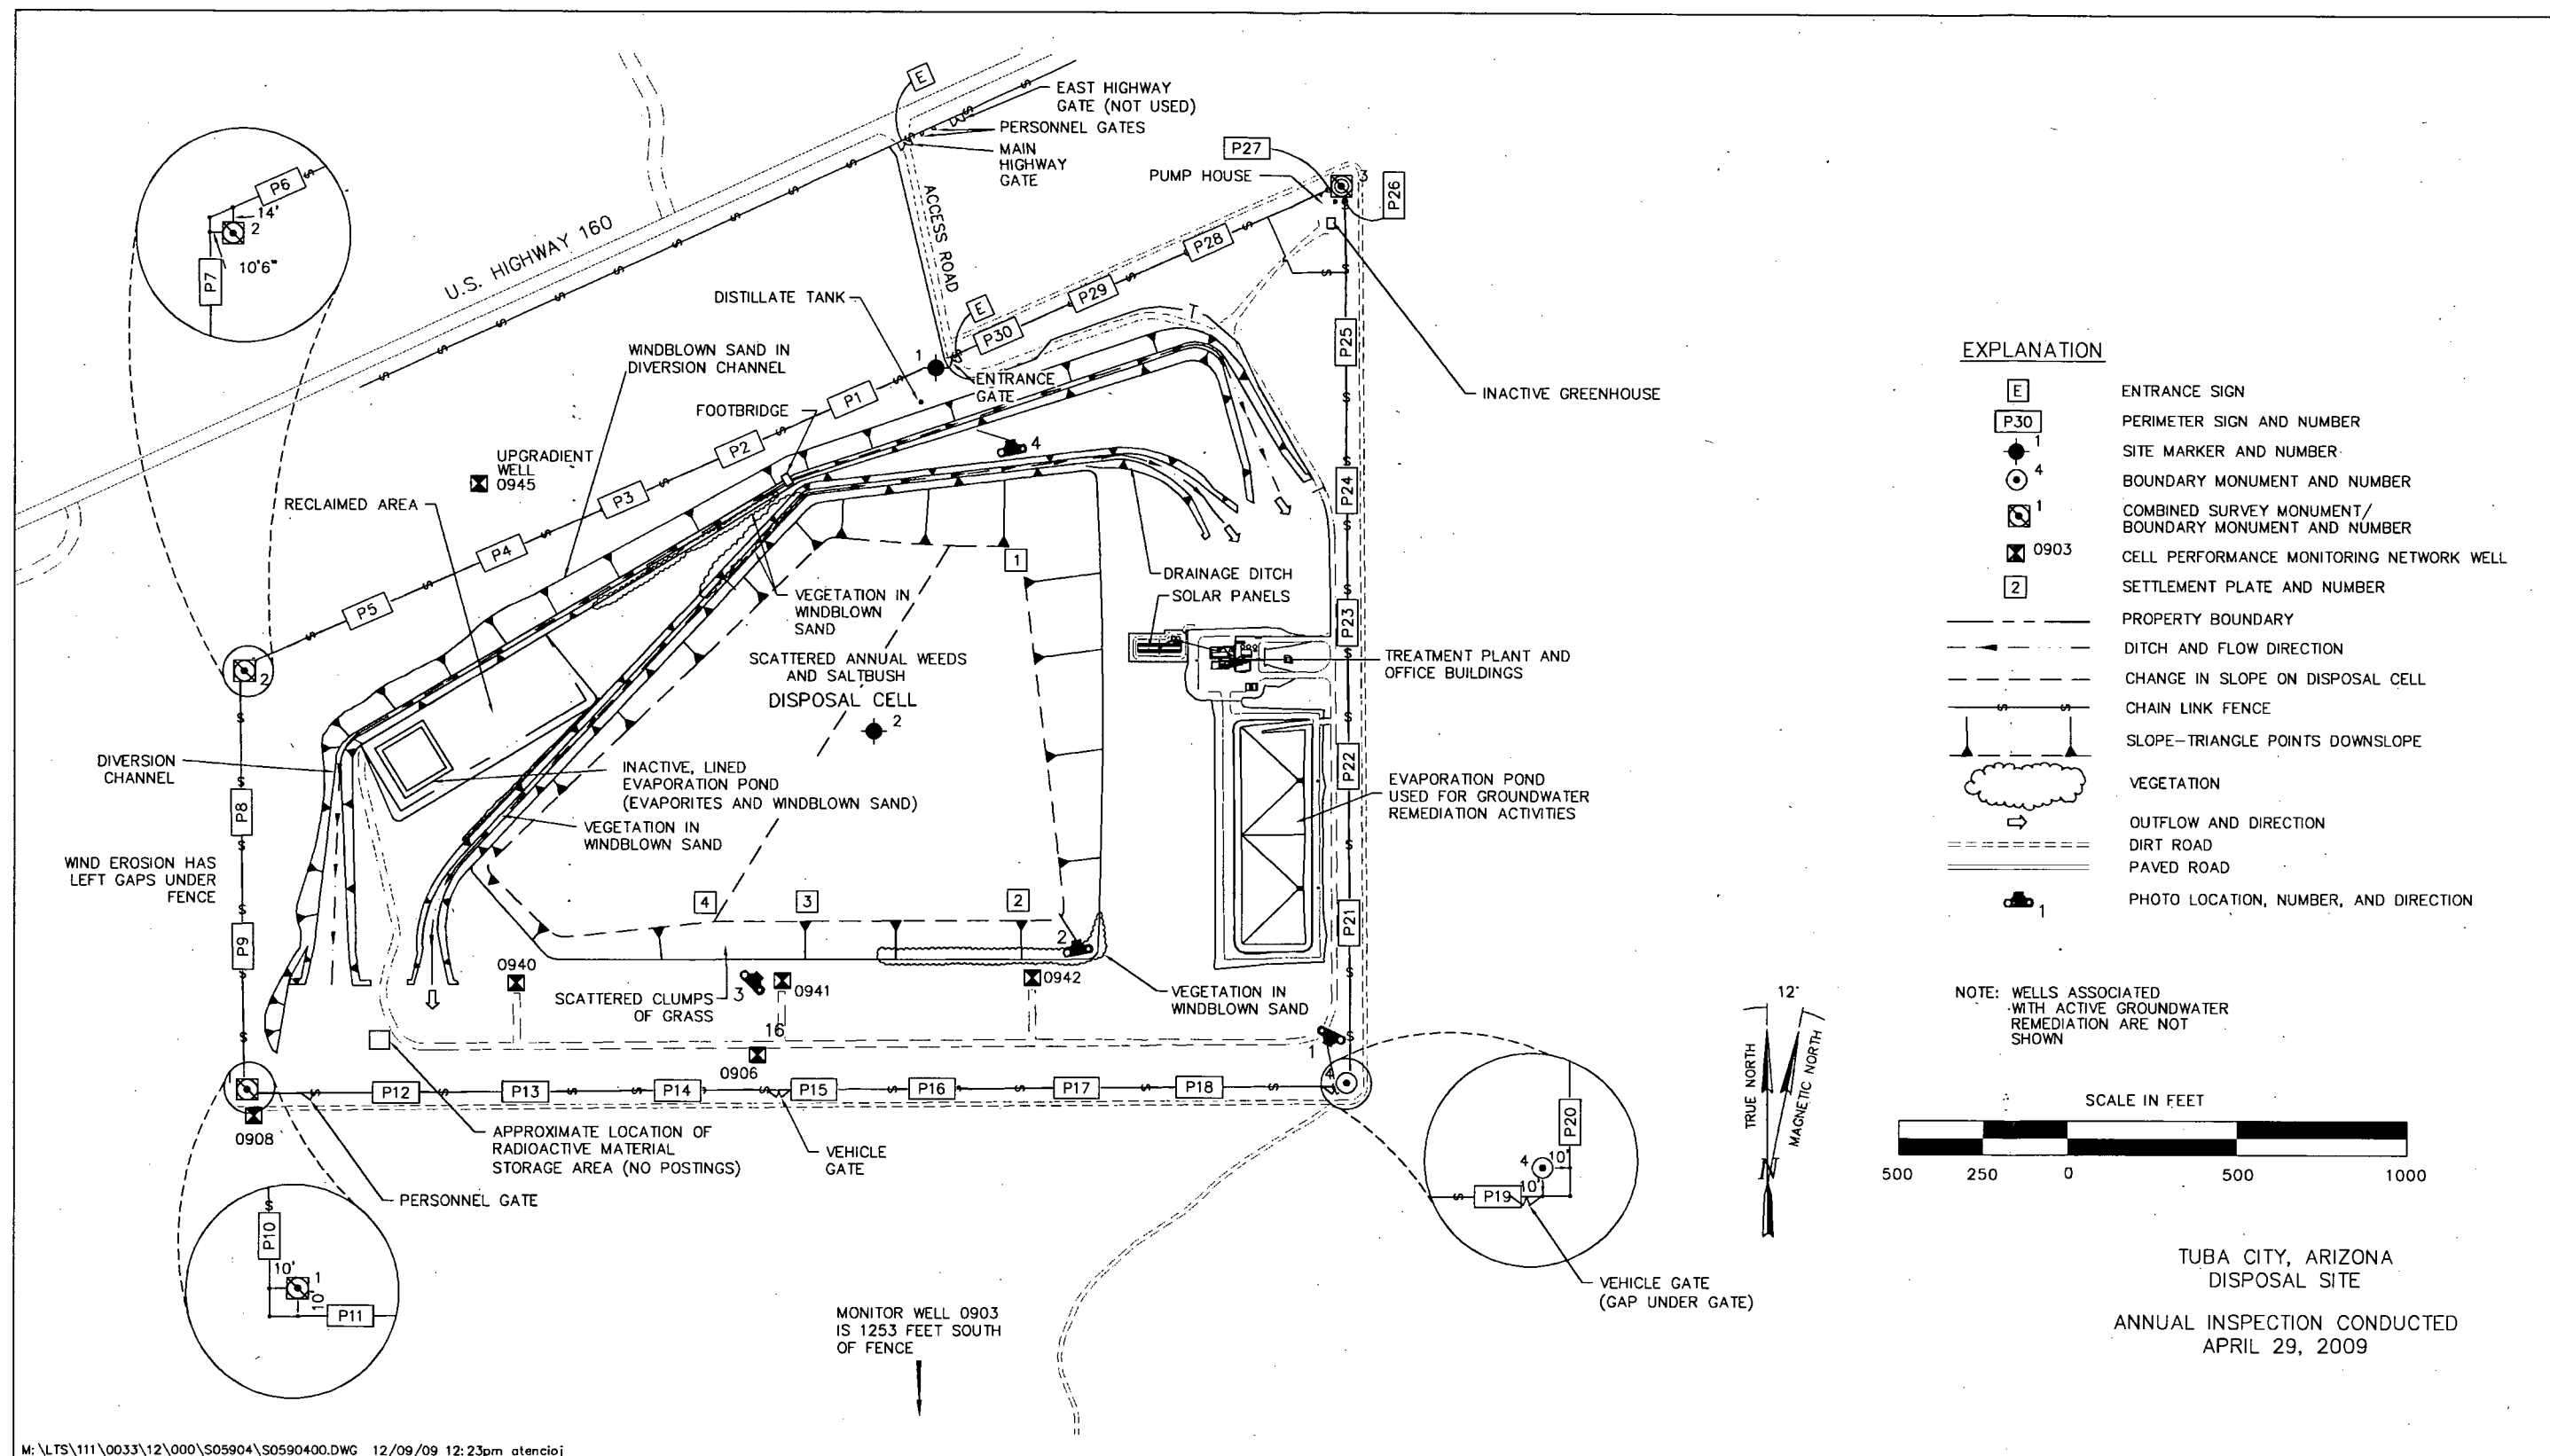 E
EAST HIGHWAY
GATE (NOT USED)
PERSONNEL GATES
MAIN
HIGHWAY
GATE
P27
PUMP HOUSE
3
P26
P6
14'
2
10'6"
P7
U.S. HIGHWAY 160
ACCESS ROAD
P28
P29
DISTILLATE TANK
E
P30
P25
WINDBLOWN SAND IN
DIVERSION CHANNEL
1
ENTRANCE
GATE
INACTIVE GREENHOUSE
FOOTBRIDGE
P1
P2
4
UPGRADIENT
WELL
0945
P3
P24
RECLAIMED AREA
P4
1
DRAINAGE DITCH
SOLAR PANELS
P5
VEGETATION IN
WINDBLOWN
SAND
P23
SCATTERED ANNUAL WEEDS
AND SALTBUSH
TREATMENT PLANT AND
OFFICE BUILDINGS
2
DISPOSAL CELL
2
DIVERSION
CHANNEL
INACTIVE, LINED
EVAPORATION POND
(EVAPORITES AND WINDBLOWN SAND)
P22
EVAPORATION POND
USED FOR GROUNDWATER
REMEDIATION ACTIVITIES
P8
VEGETATION IN
WINDBLOWN SAND
WIND EROSION HAS
LEFT GAPS UNDER
FENCE
4
3
2
P21
P9
2
0940
3
0941
0942
SCATTERED CLUMPS
OF GRASS
VEGETATION IN
WINDBLOWN SAND
16
1
0906
1
4
P12
P13
P14
P15
P16
P17
P18
0908
APPROXIMATE LOCATION OF
RADIOACTIVE MATERIAL
STORAGE AREA (NO POSTINGS)
VEHICLE
GATE
PERSONNEL GATE
P10
10'
1
10'
P11
P20
4
10'
10'
P19
VEHICLE GATE
(GAP UNDER GATE)
MONITOR WELL 0903
IS 1253 FEET SOUTH
OF FENCE
EXPLANATION
E ENTRANCE SIGN
P30 PERIMETER SIGN AND NUMBER
1 SITE MARKER AND NUMBER
4 BOUNDARY MONUMENT AND NUMBER
1 COMBINED SURVEY MONUMENT/
BOUNDARY MONUMENT AND NUMBER
0903 CELL PERFORMANCE MONITORING NETWORK WELL
2 SETTLEMENT PLATE AND NUMBER
PROPERTY BOUNDARY
DITCH AND FLOW DIRECTION
CHANGE IN SLOPE ON DISPOSAL CELL
S S CHAIN LINK FENCE
SLOPE-TRIANGLE POINTS DOWNSLOPE
VEGETATION
OUTFLOW AND DIRECTION
DIRT ROAD
PAVED ROAD
1 PHOTO LOCATION, NUMBER, AND DIRECTION
NOTE: WELLS ASSOCIATED
WITH ACTIVE GROUNDWATER
REMEDIATION ARE NOT
SHOWN
12°
TRUE NORTH
MAGNETIC NORTH
N
SCALE IN FEET
500 250 0 500 1000
TUBA CITY, ARIZONA
DISPOSAL SITE
ANNUAL INSPECTION CONDUCTED
APRIL 29, 2009
M:\LTS\111\0033\12\000\S05904\S0590400.DWG 12/09/09 12:23pm atencioj